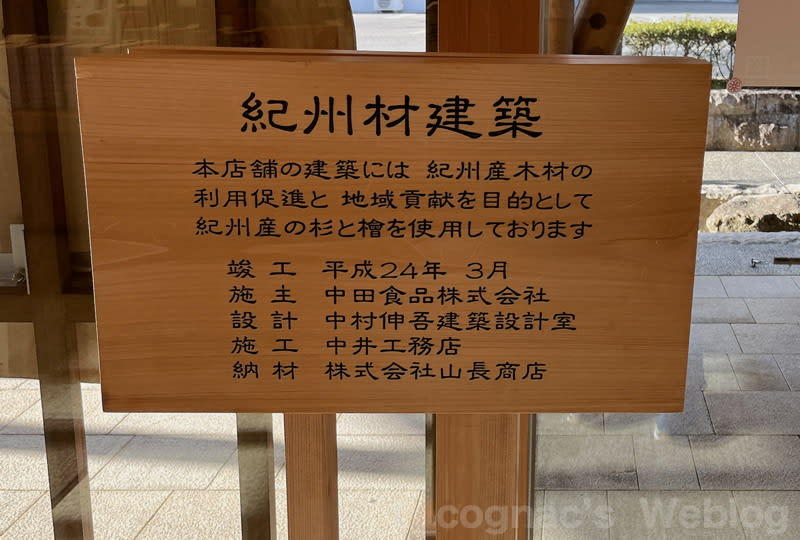 紀州材建築
本店舗の建築には 紀州産木材の
利用促進と 地域貢献を目的として
紀州産の杉と檜を使用しております
竣工 平成24年 3月
施主 中田食品株式会社
設計 中村伸吾建築設計室
施工 中井工務店
納材 株式会社山長商店
_cognac's Weblog